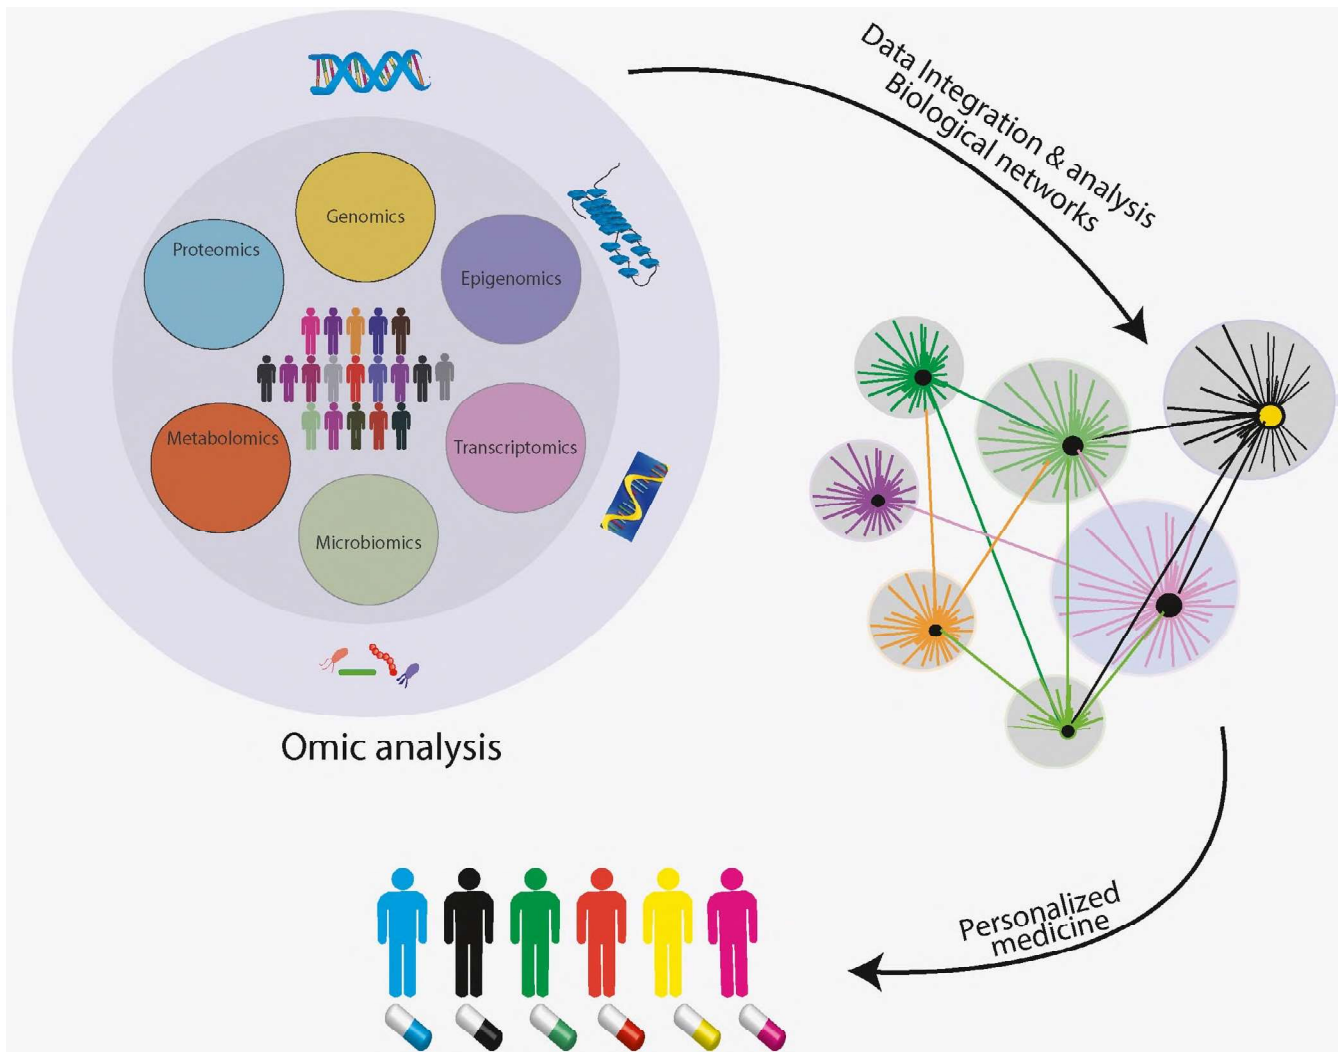 Data Integration & analysis
Biological networks
Genomics
Proteomics
Epigenomics
Metabolomics
Transcriptomics
Microbiomics
Omic analysis
Personalized
medicine